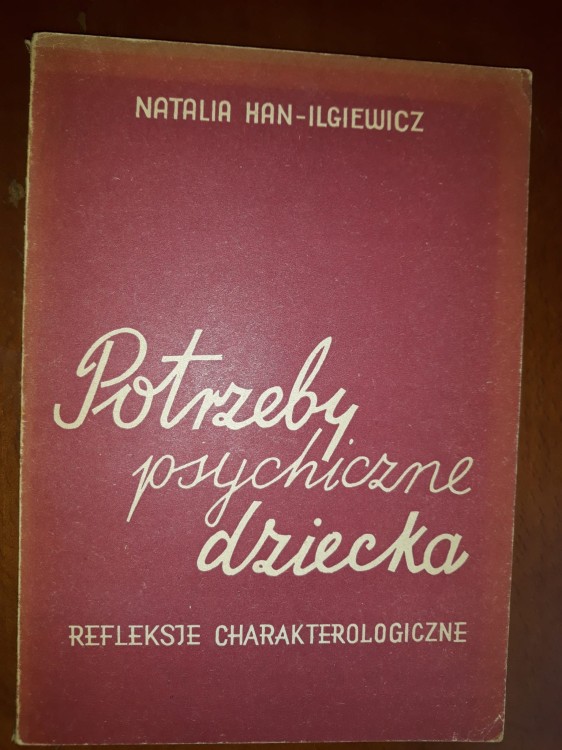 NATALIA HAN-ILGIEWICZ
Potrzeby
psychiczne
dziecka
REFLEKSJE CHARAKTEROLOGICZNE